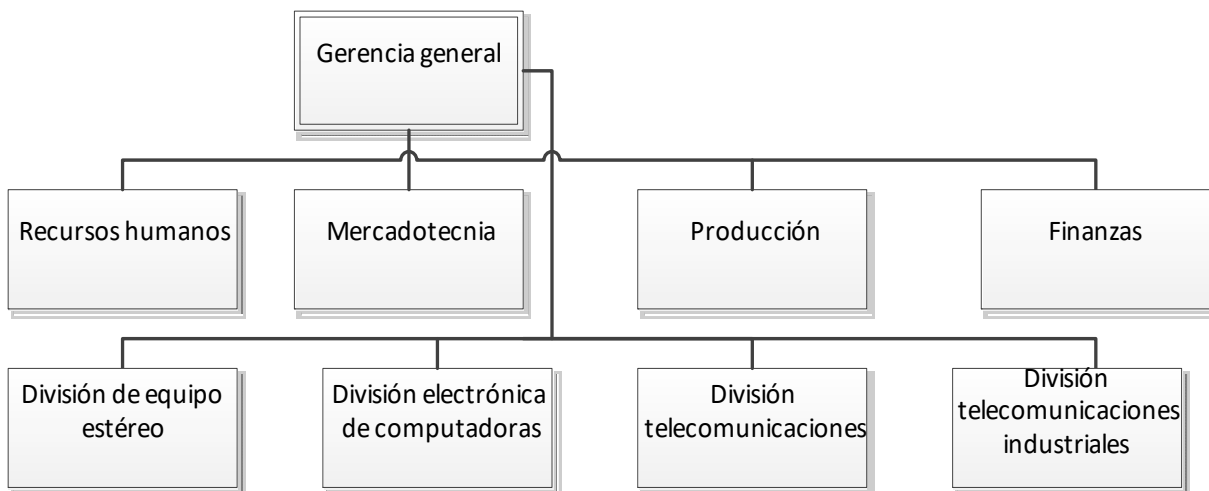 Gerencia general
Recursos humanos
Mercadotecnia
Producción
Finanzas
División de equipo
estéreo
División electrónica
de computadoras
División
telecomunicaciones
División
telecomunicaciones
industriales